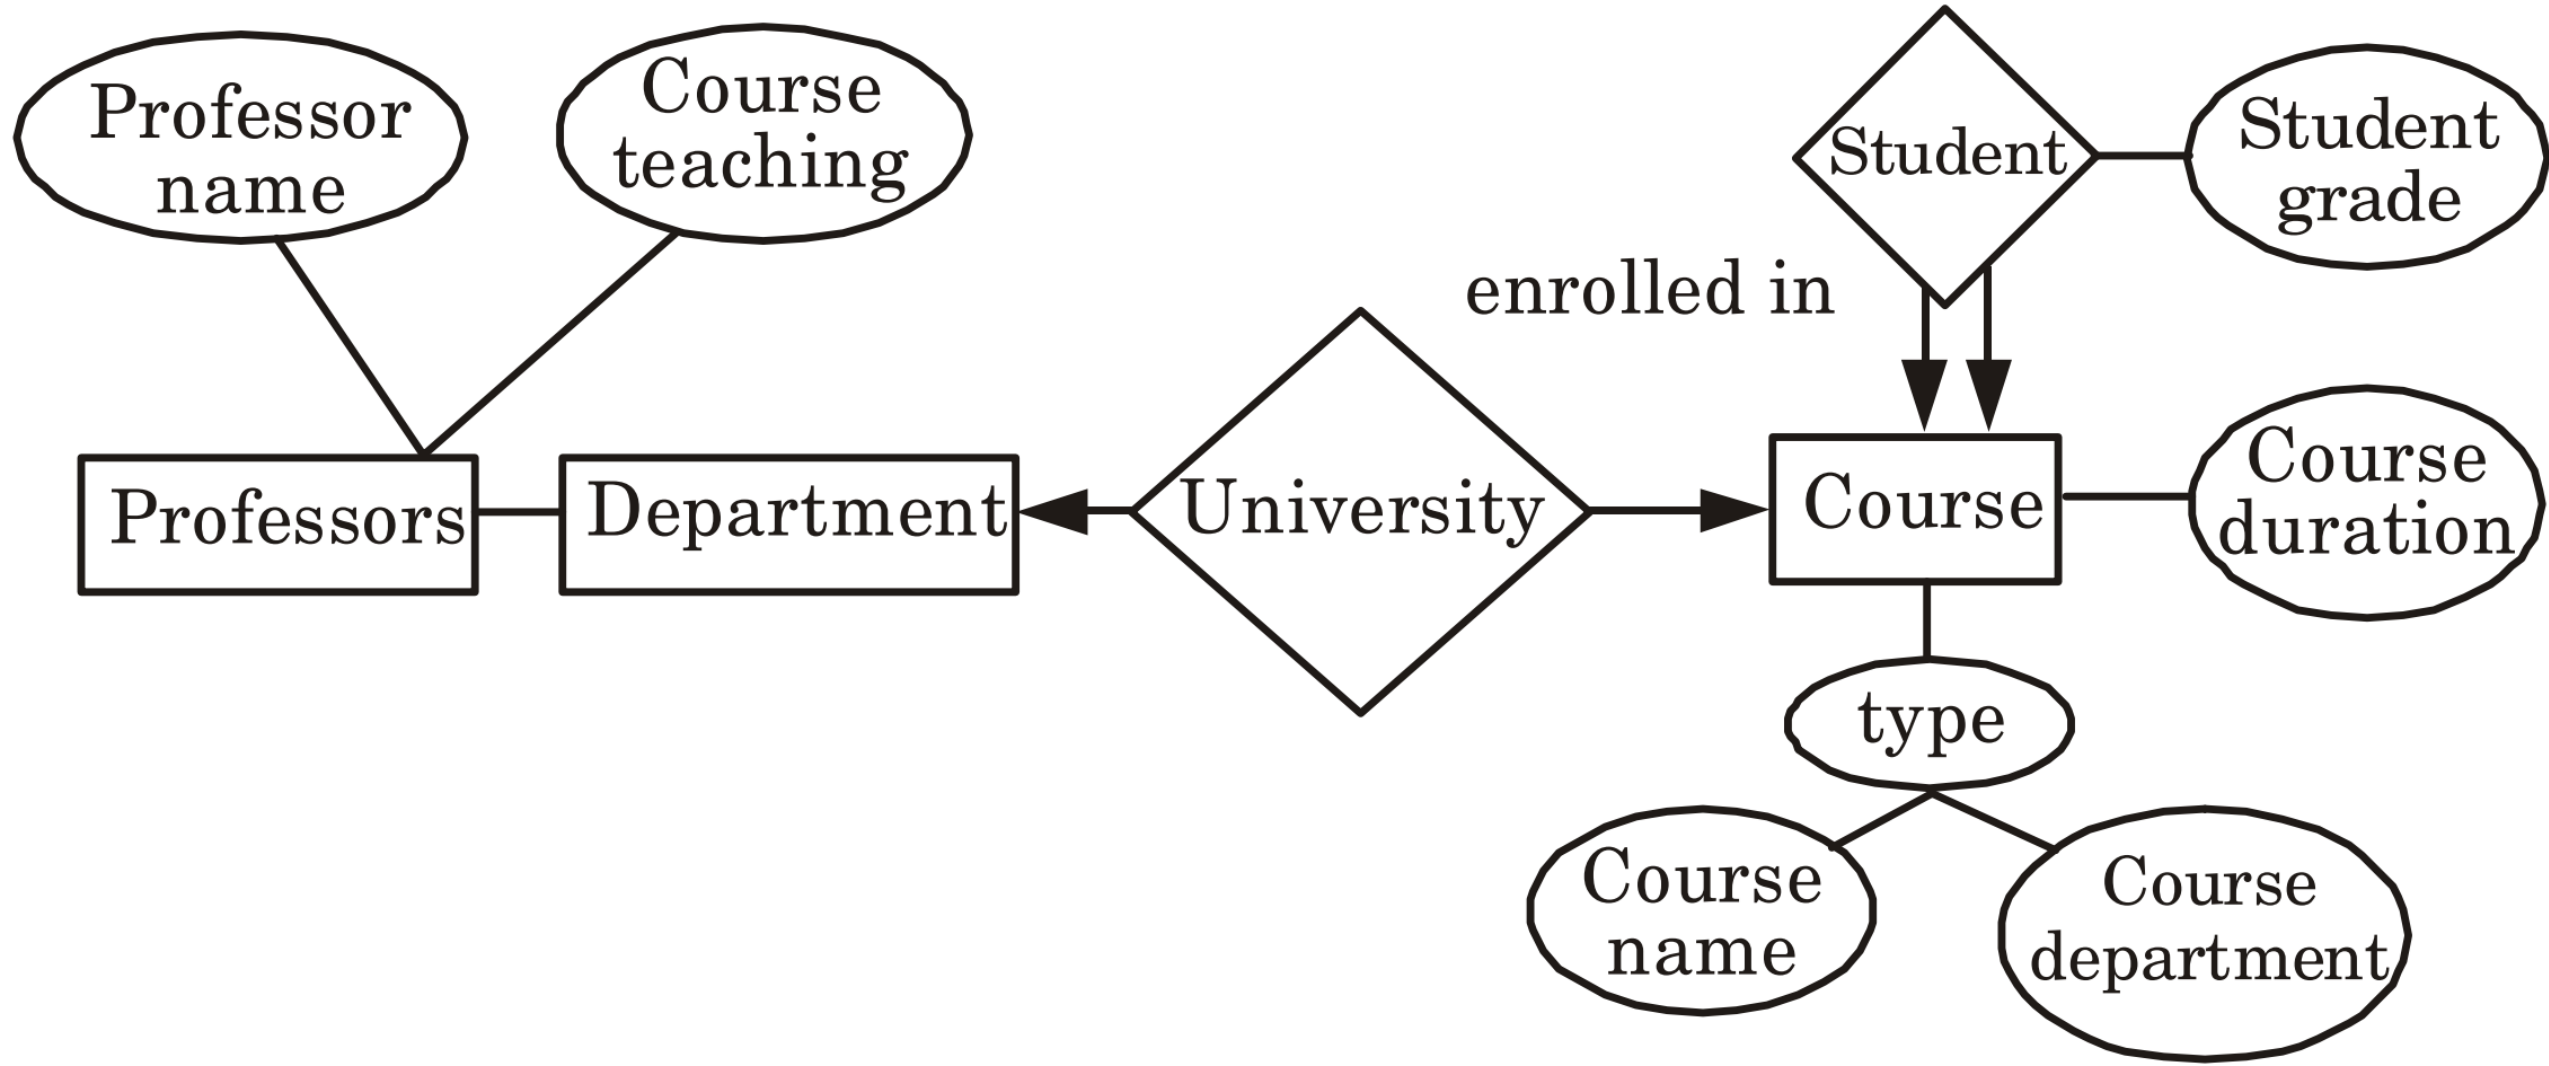 Professor
name
Course
teaching
Student
Student
grade
enrolled in
Professors
Department
University
Course
Course
duration
type
Course
name
Course
department